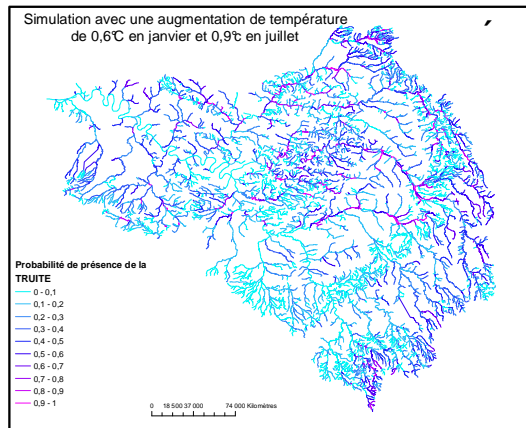 Simulation avec une augmentation de température
de 0,6°C en janvier et 0,9°c en juillet
Probabilité de présence de la
TRUITE
0 - 0,1
0,1 - 0,2
0,2 - 0,3
0,3 - 0,4
0,4 - 0,5
0,5 - 0,6
0,6 - 0,7
0,7 - 0,8
0,8 - 0,9
0,9 - 1
0 18 500 37 000 74 000 Kilomètres